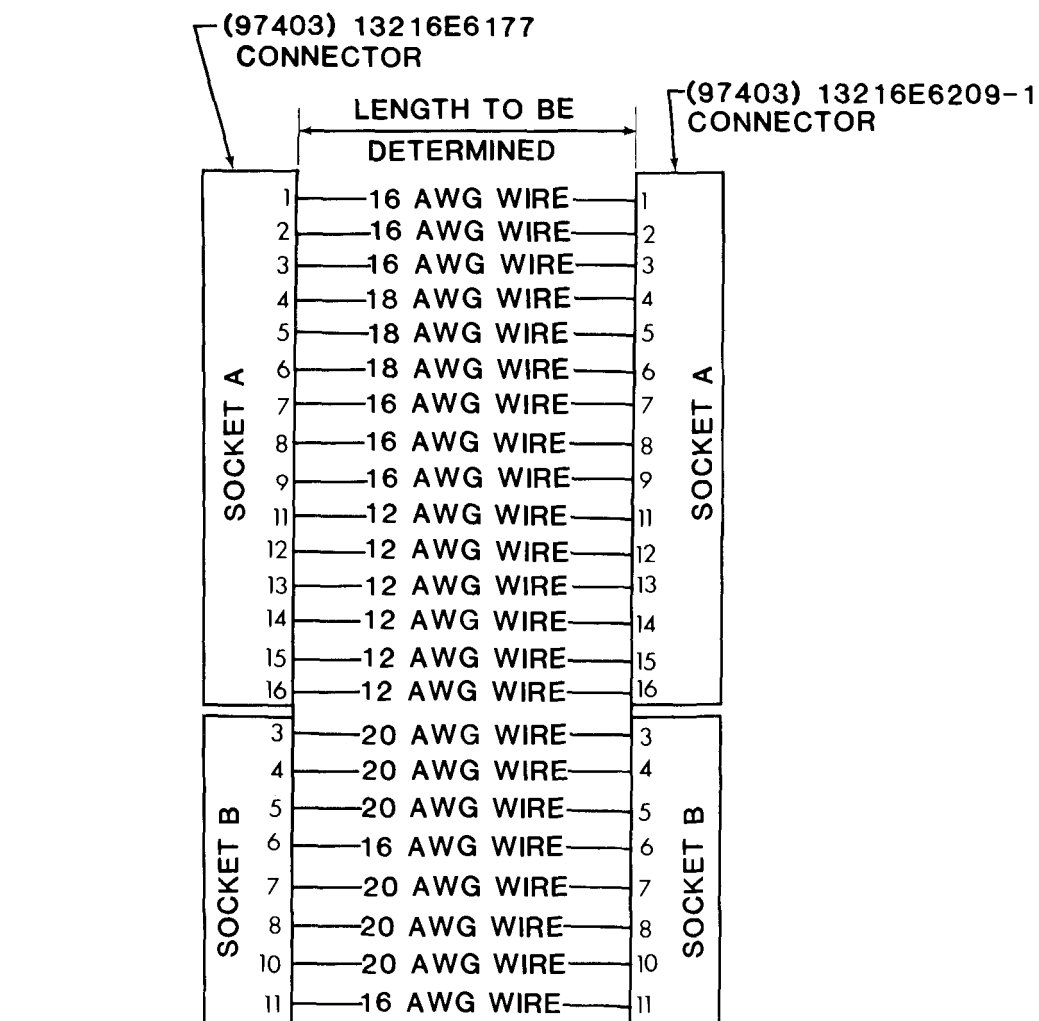 (97403) 13216E6177
CONNECTOR
(97403) 13216E6209-1
CONNECTOR
LENGTH TO BE
DETERMINED
SOCKET A
SOCKET A
1 16 AWG WIRE 1
2 16 AWG WIRE 2
3 16 AWG WIRE 3
4 18 AWG WIRE 4
5 18 AWG WIRE 5
6 18 AWG WIRE 6
7 16 AWG WIRE 7
8 16 AWG WIRE 8
9 16 AWG WIRE 9
11 12 AWG WIRE 11
12 12 AWG WIRE 12
13 12 AWG WIRE 13
14 12 AWG WIRE 14
15 12 AWG WIRE 15
16 12 AWG WIRE 16
SOCKET B
SOCKET B
3 20 AWG WIRE 3
4 20 AWG WIRE 4
5 20 AWG WIRE 5
6 16 AWG WIRE 6
7 20 AWG WIRE 7
8 20 AWG WIRE 8
10 20 AWG WIRE 10
11 16 AWG WIRE 11